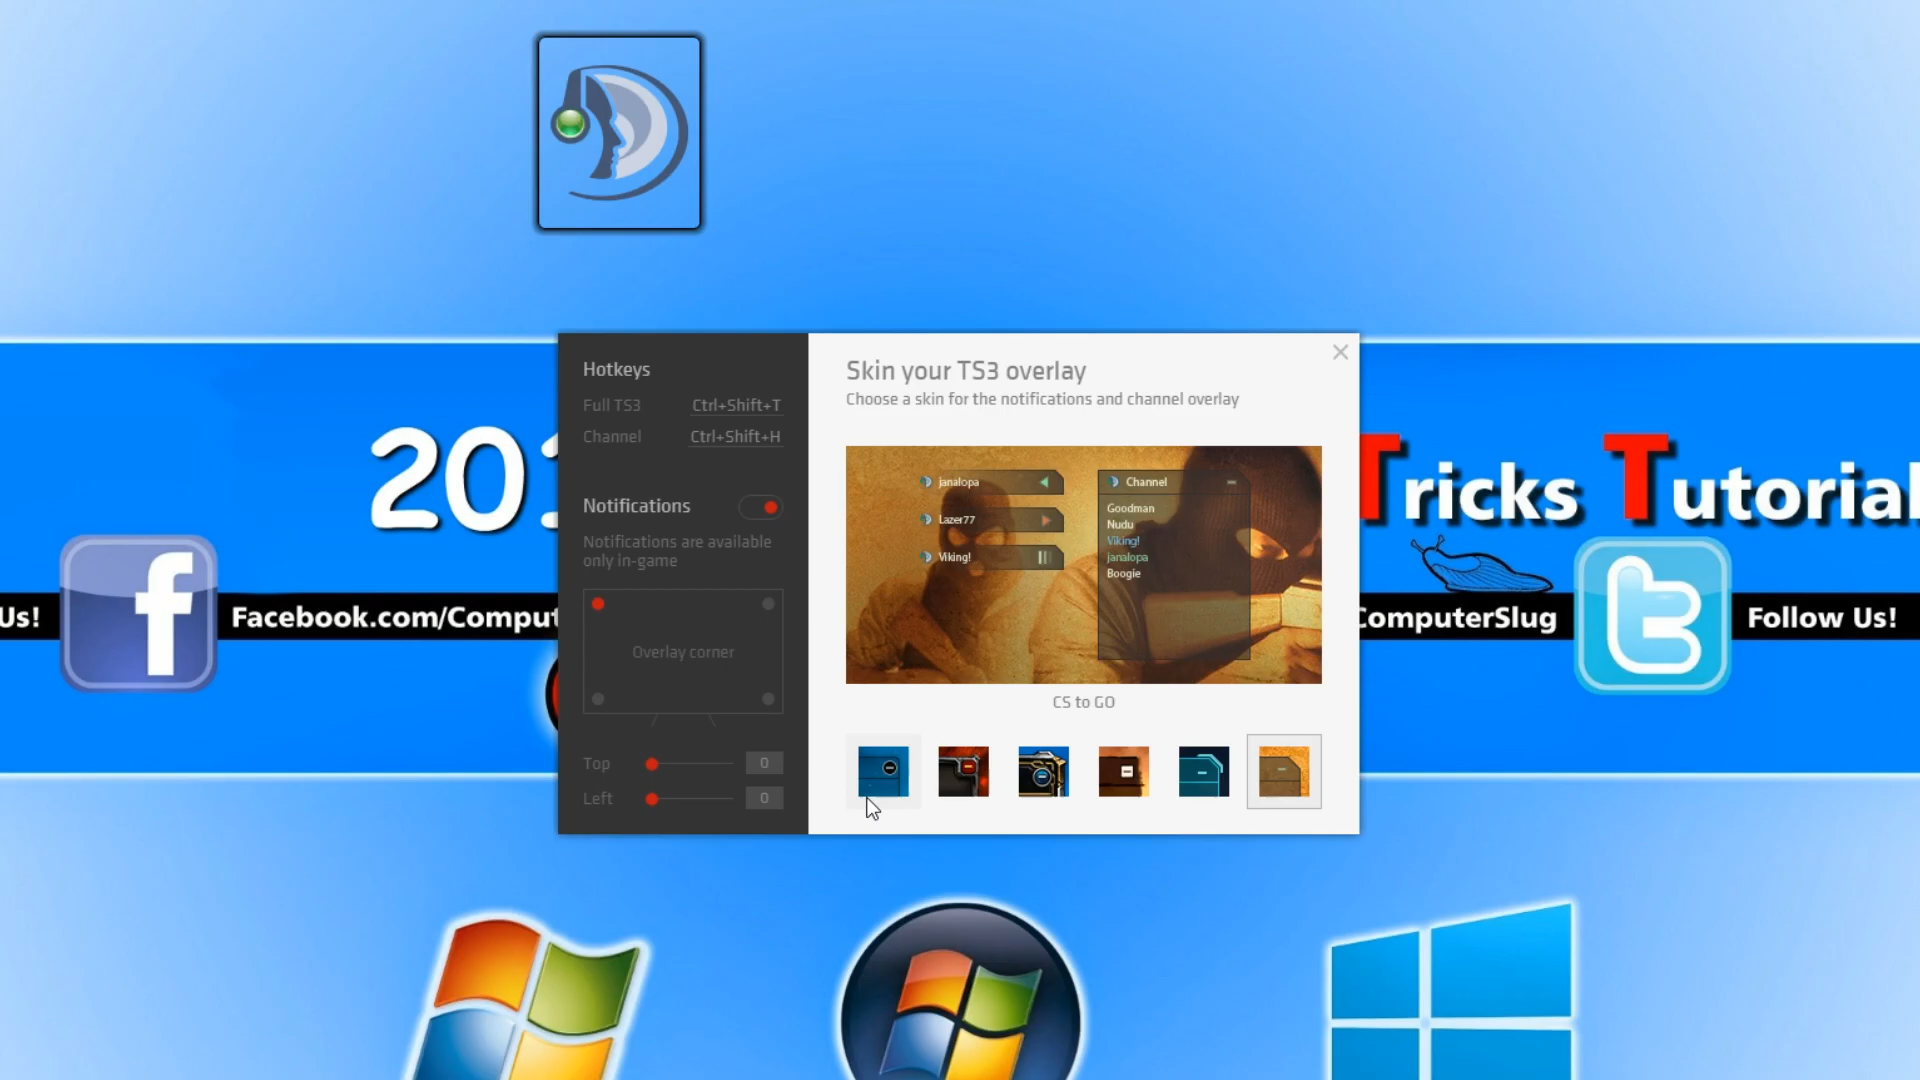 Hotkeys
Full TS3 Ctrl+Shift+T
Channel Ctrl+Shift+H
Notifications
Notifications are available
only in-game
Overlay corner
Top 0
Left 0
Skin your TS3 overlay
Choose a skin for the notifications and channel overlay
janalopa
Lazer77
Viking!
Channel
Goodman
Nudu
Viking!
janalopa
Boogie
CS to GO
201
Tricks Tutorial
Us!
Facebook.com/Comput
ComputerSlug
Follow Us!